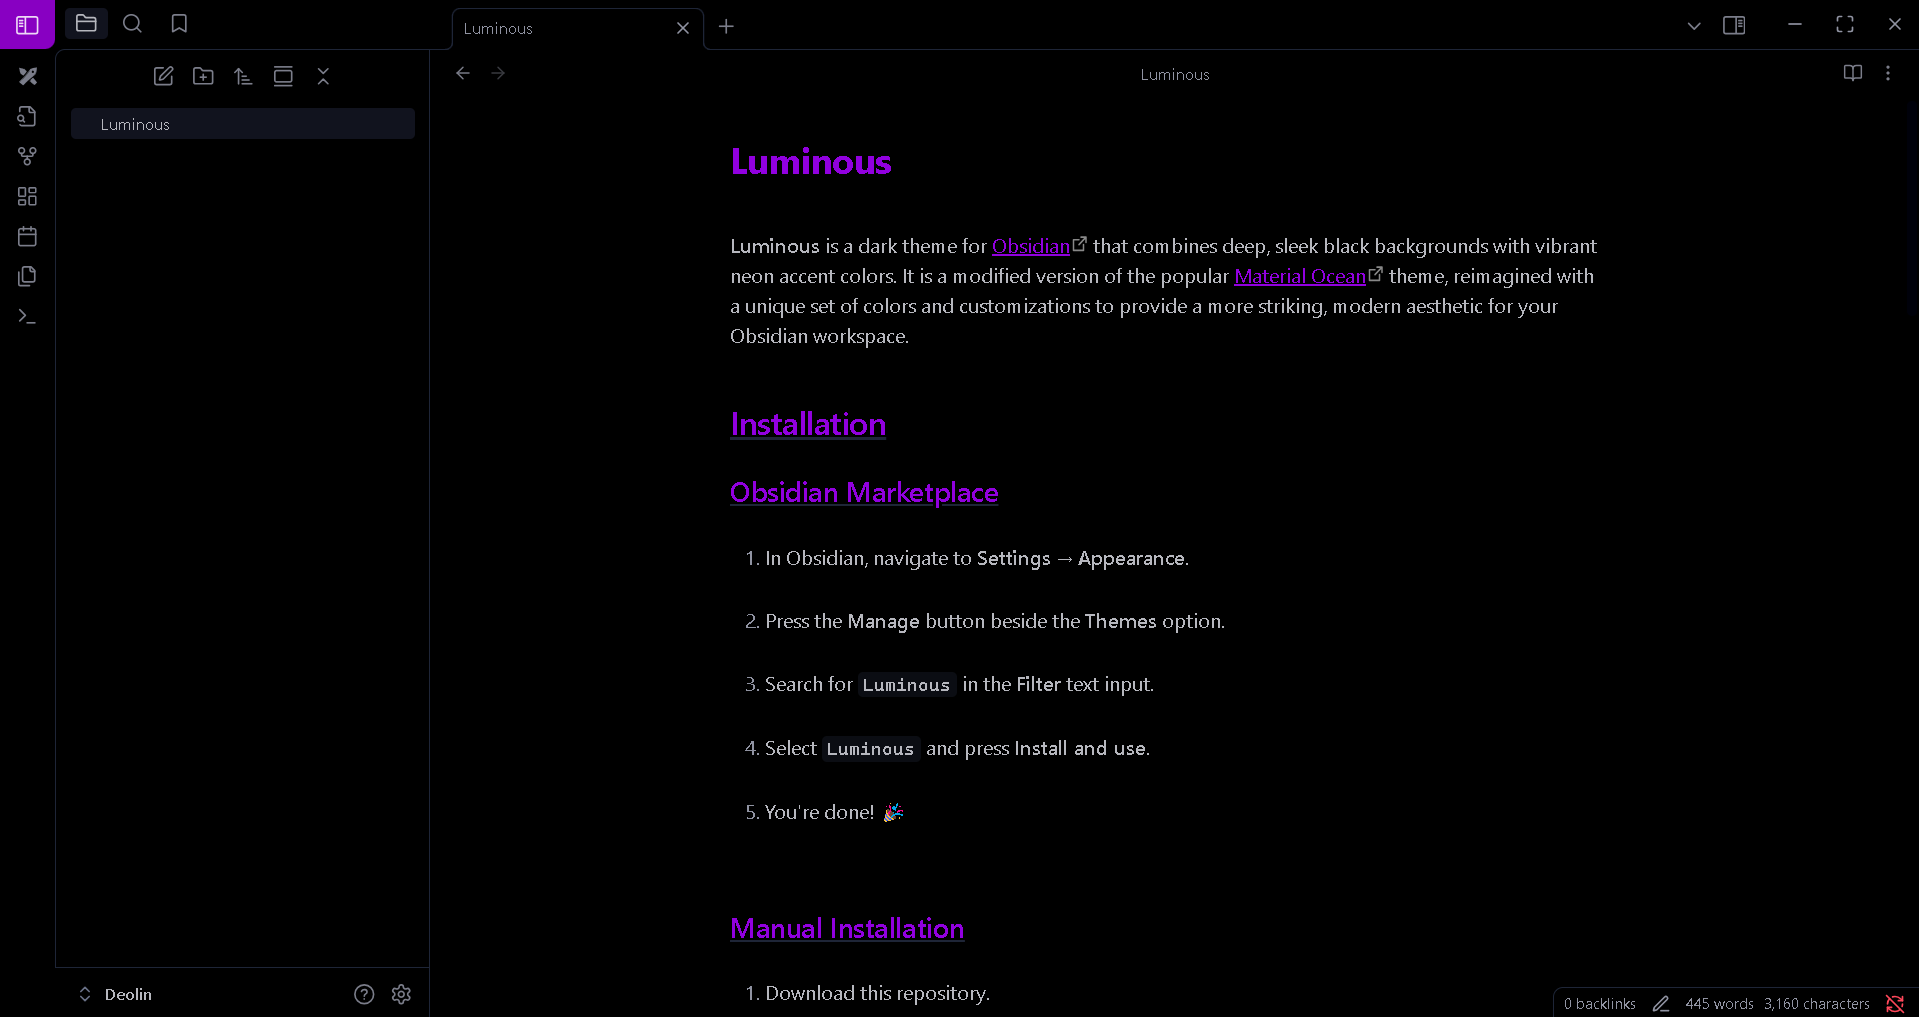 Luminous
Luminous
Luminous
Luminous
Luminous is a dark theme for Obsidian that combines deep, sleek black backgrounds with vibrant
neon accent colors. It is a modified version of the popular Material Ocean theme, reimagined with
a unique set of colors and customizations to provide a more striking, modern aesthetic for your
Obsidian workspace.
Installation
Obsidian Marketplace
1. In Obsidian, navigate to Settings → Appearance.
2. Press the Manage button beside the Themes option.
3. Search for Luminous in the Filter text input.
4. Select Luminous and press Install and use.
5. You're done! 🎉
Manual Installation
1. Download this repository.
Deolin
0 backlinks 445 words 3,160 characters